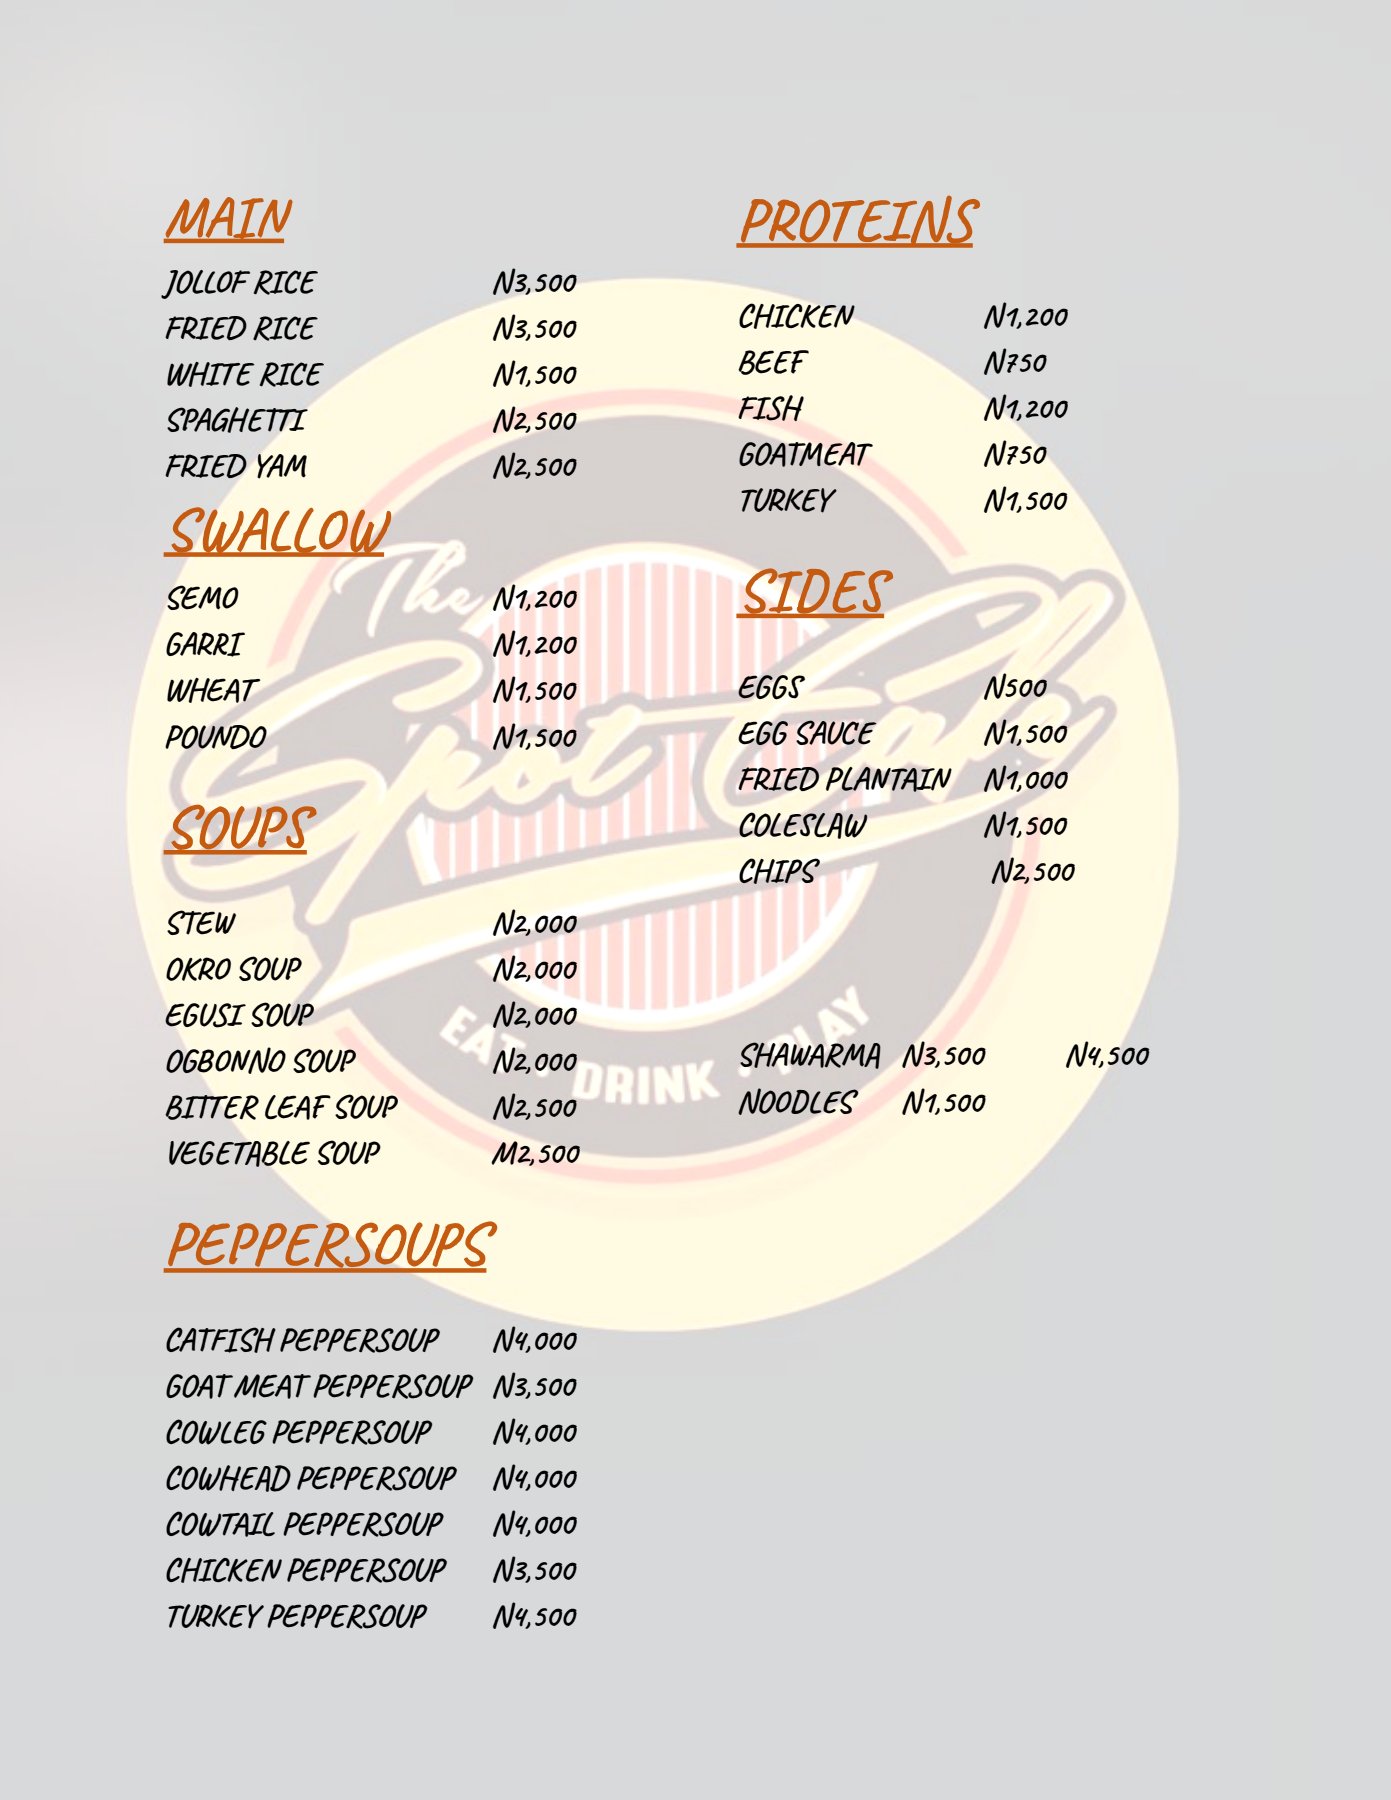 MAIN
JOLLOF RICE N3,500
FRIED RICE N3,500
WHITE RICE N1,500
SPAGHETTI N2,500
FRIED YAM N2,500
SWALLOW
SEMO N1,200
GARRI N1,200
WHEAT N1,500
POUNDO N1,500
SOUPS
STEW N2,000
OKRO SOUP N2,000
EGUSI SOUP N2,000
OGBONNO SOUP N2,000
BITTER LEAF SOUP N2,500
VEGETABLE SOUP M2,500
PEPPERSOUPS
CATFISH PEPPERSOUP N4,000
GOAT MEAT PEPPERSOUP N3,500
COWLEG PEPPERSOUP N4,000
COWHEAD PEPPERSOUP N4,000
COWTAIL PEPPERSOUP N4,000
CHICKEN PEPPERSOUP N3,500
TURKEY PEPPERSOUP N4,500
PROTEINS
CHICKEN N1,200
BEEF N750
FISH N1,200
GOATMEAT N750
TURKEY N1,500
SIDES
EGGS N500
EGG SAUCE N1,500
FRIED PLANTAIN N1,000
COLESLAW N1,500
CHIPS N2,500
SHAWARMA N3,500 N4,500
NOODLES N1,500
The
Spot Cafe
EAT · DRINK · PLAY